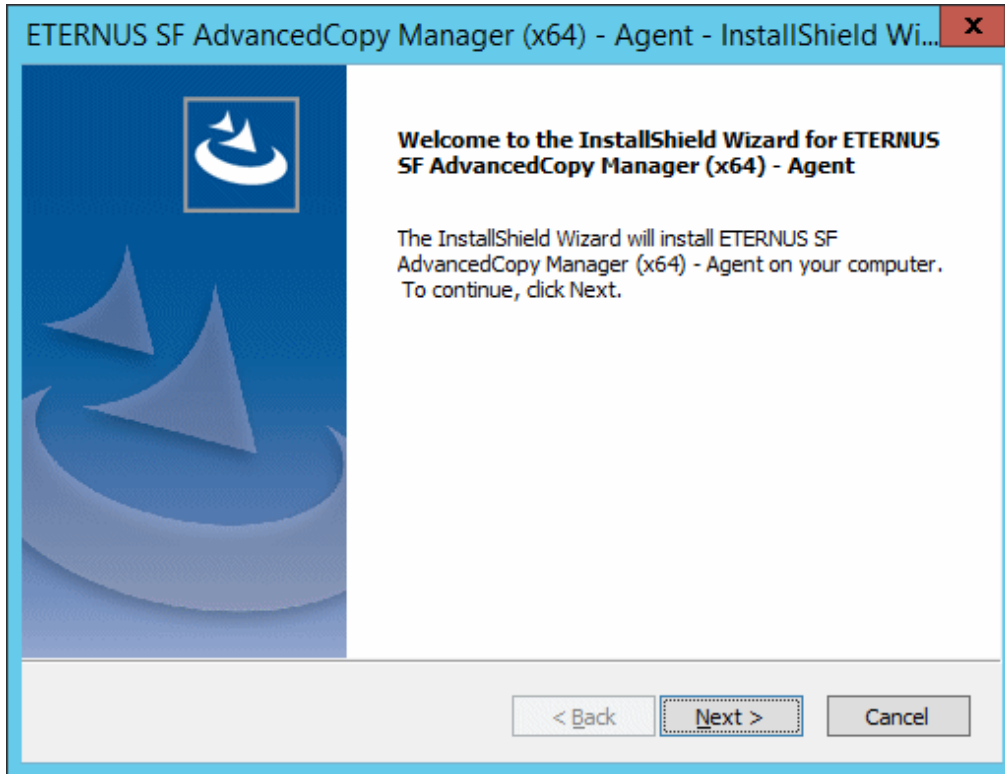 ETERNUS SF AdvancedCopy Manager (x64) - Agent - InstallShield Wi...
x
Welcome to the InstallShield Wizard for ETERNUS
SF AdvancedCopy Manager (x64) - Agent
The InstallShield Wizard will install ETERNUS SF
AdvancedCopy Manager (x64) - Agent on your computer.
To continue, click Next.
< Back Next > Cancel